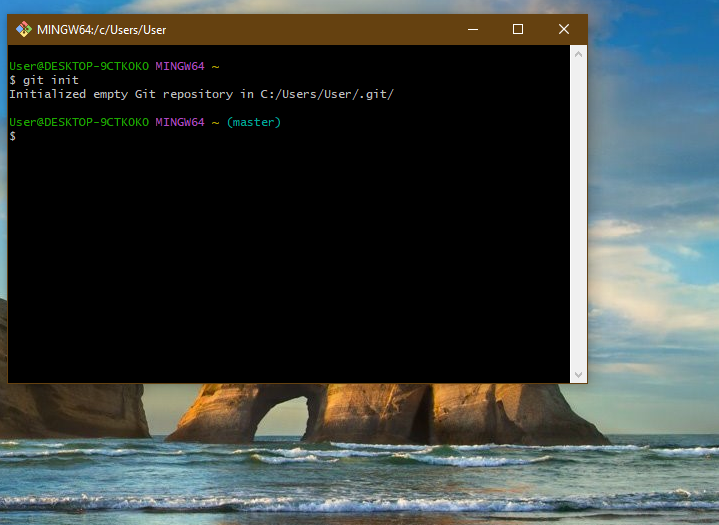 MINGW64:/c/Users/User
User@DESKTOP-9CTKOKO MINGW64 ~
$ git init
Initialized empty Git repository in C:/Users/User/.git/
User@DESKTOP-9CTKOKO MINGW64 ~ (master)
$